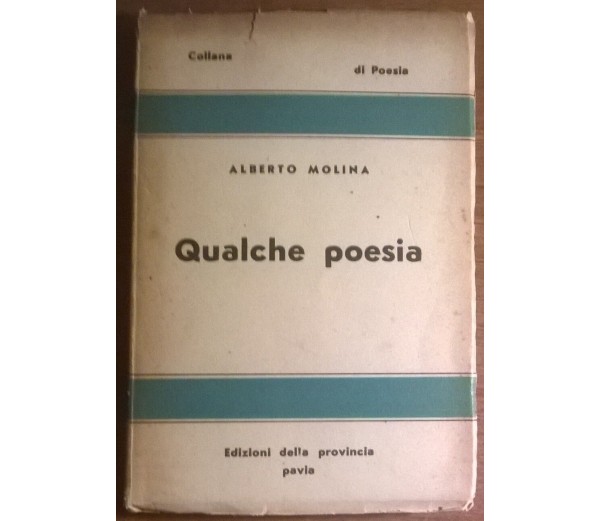 Collana
di Poesia
ALBERTO MOLINA
Qualche poesia
Edizioni della provincia
pavia